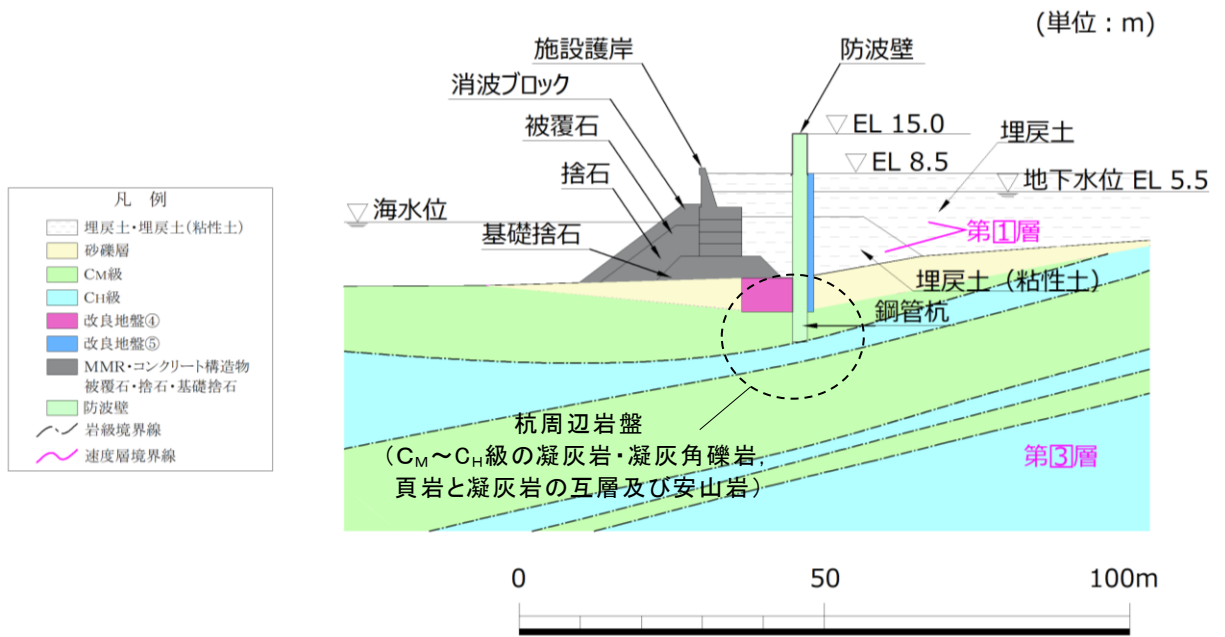 (単位：m)
施設護岸
防波壁
消波ブロック
被覆石
捨石
基礎捨石
海水位
EL 15.0
EL 8.5
埋戻土
地下水位 EL 5.5
第1層
埋戻土（粘性土）
鋼管杭
杭周辺岩盤
（CM～CH級の凝灰岩・凝灰角礫岩，
頁岩と凝灰岩の互層及び安山岩）
第3層
凡 例
埋戻土・埋戻土(粘性土)
砂礫層
CM級
CH級
改良地盤④
改良地盤⑤
MMR・コンクリート構造物
被覆石・捨石・基礎捨石
防波壁
岩級境界線
速度層境界線
0
50
100m